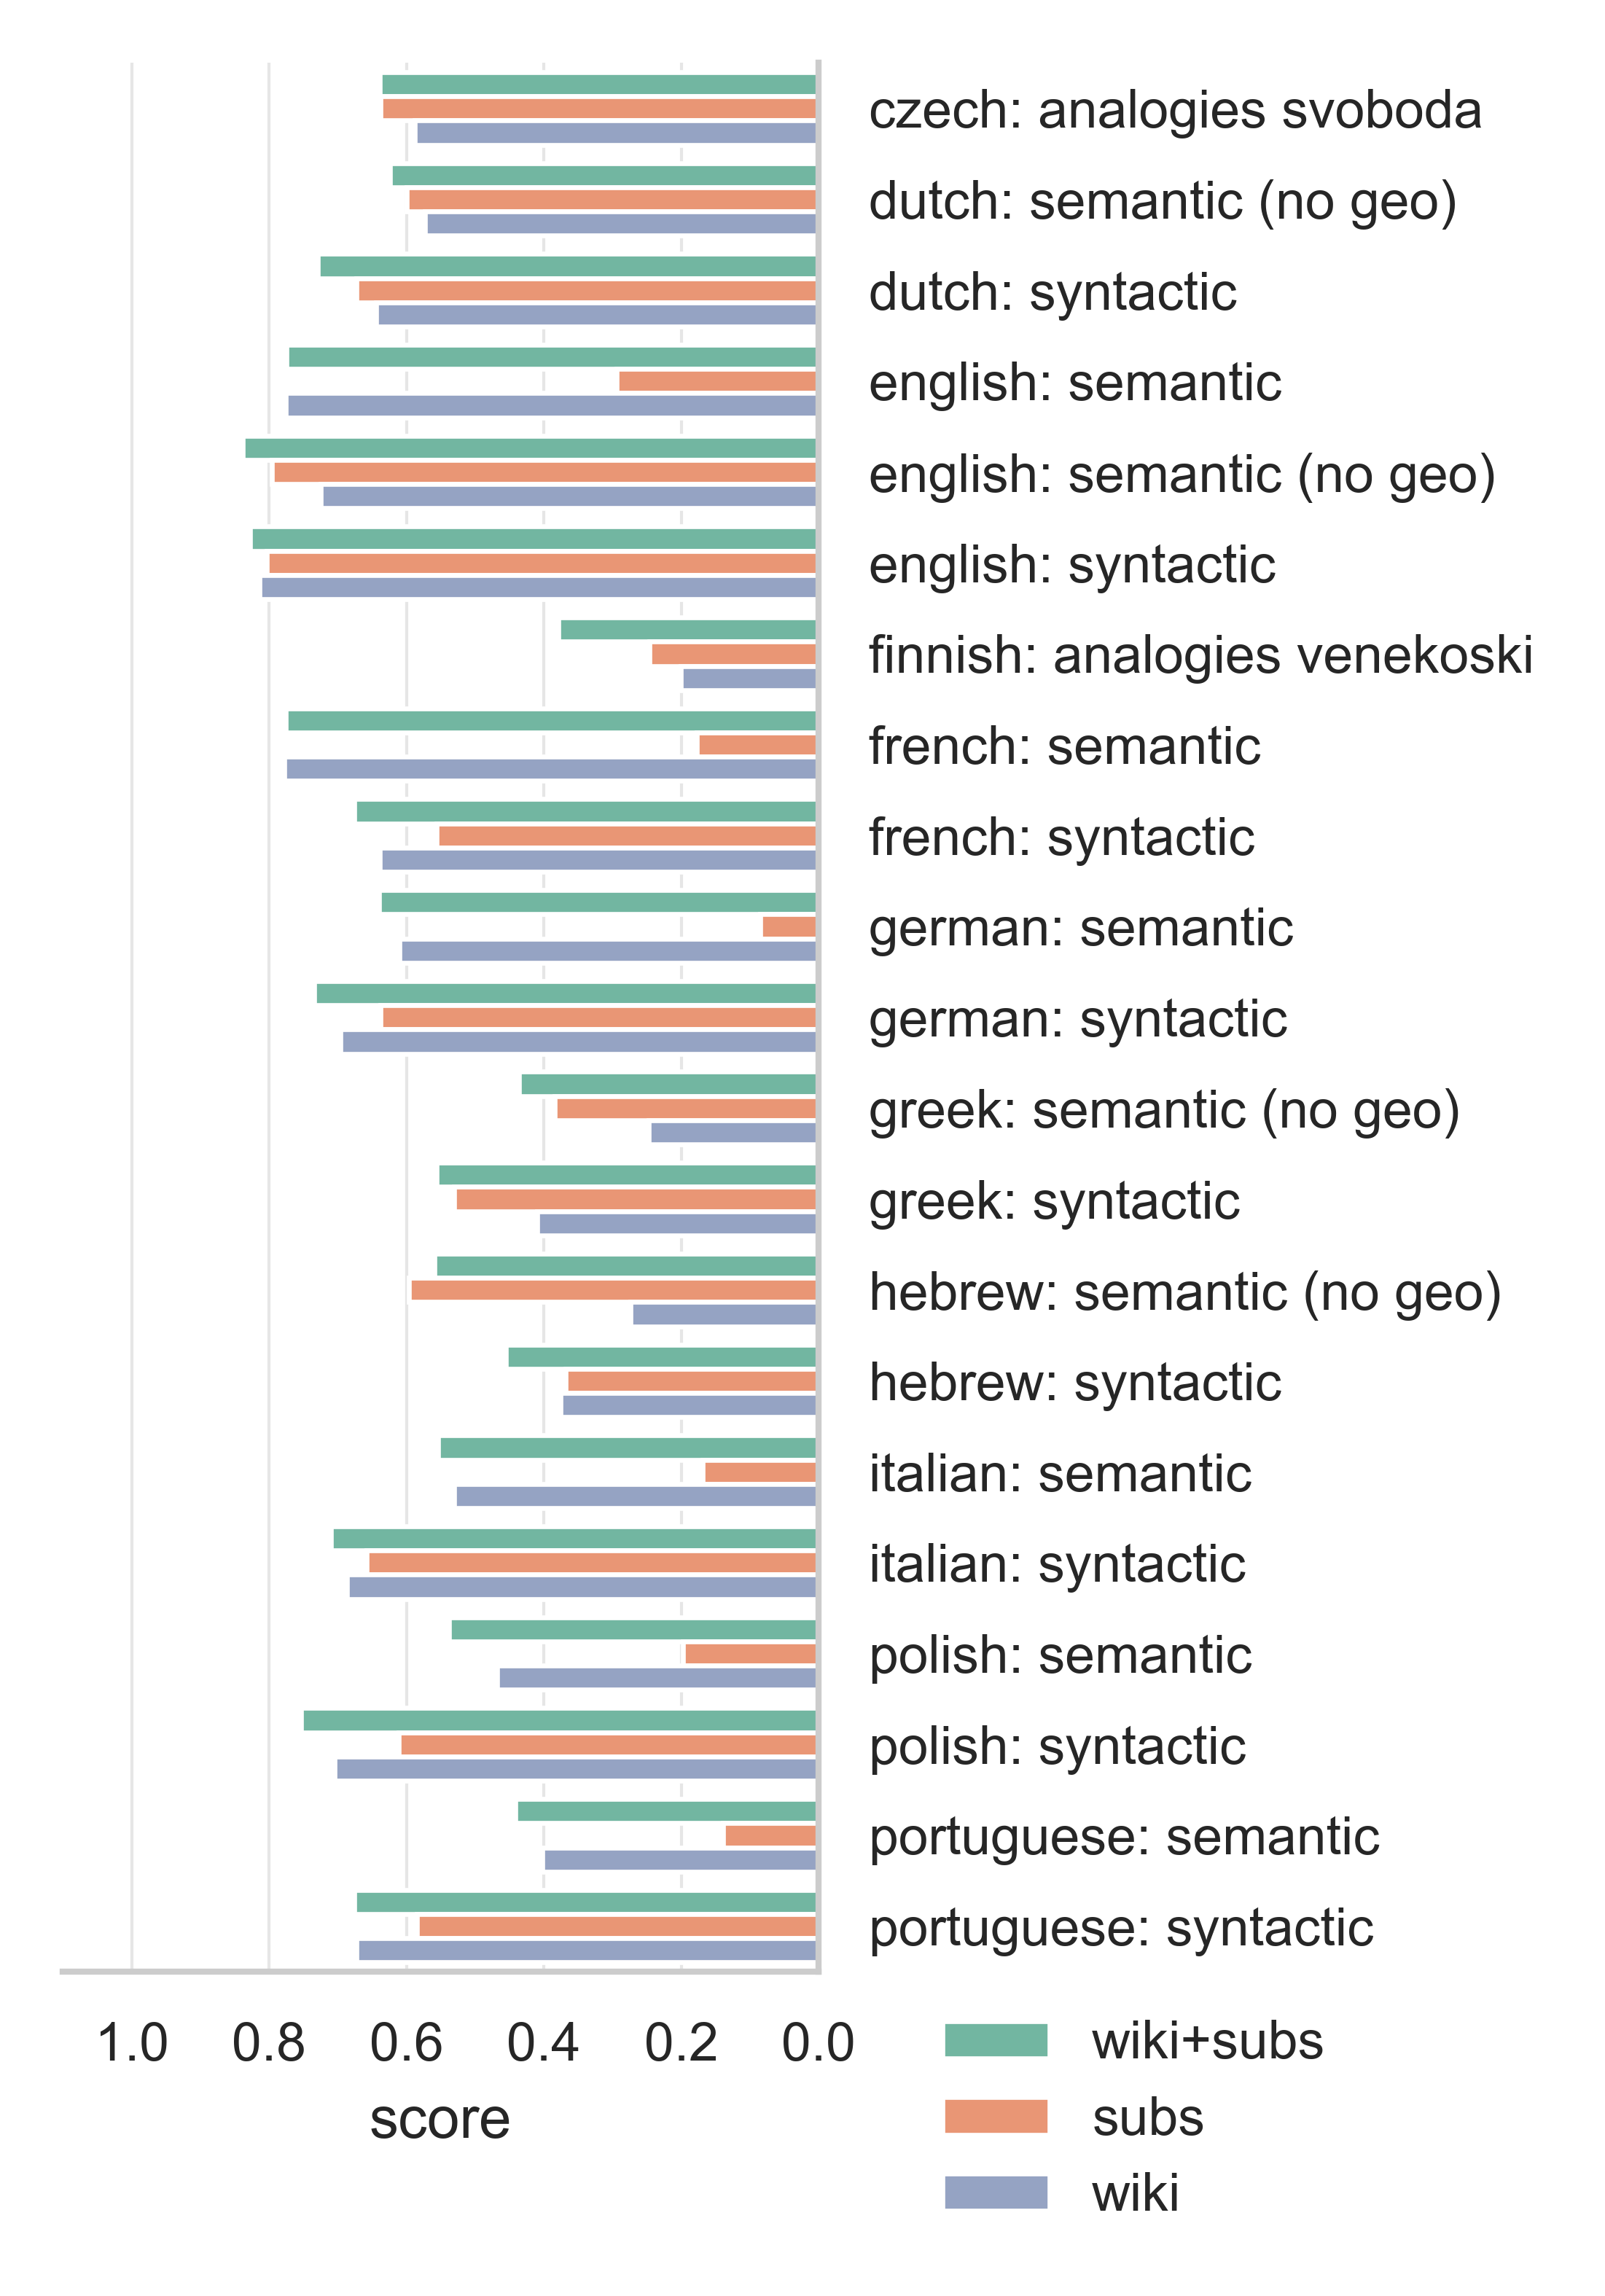 czech: analogies svoboda
dutch: semantic (no geo)
dutch: syntactic
english: semantic
english: semantic (no geo)
english: syntactic
finnish: analogies venekoski
french: semantic
french: syntactic
german: semantic
german: syntactic
greek: semantic (no geo)
greek: syntactic
hebrew: semantic (no geo)
hebrew: syntactic
italian: semantic
italian: syntactic
polish: semantic
polish: syntactic
portuguese: semantic
portuguese: syntactic
1.0 0.8 0.6 0.4 0.2 0.0
score
wiki+subs
subs
wiki